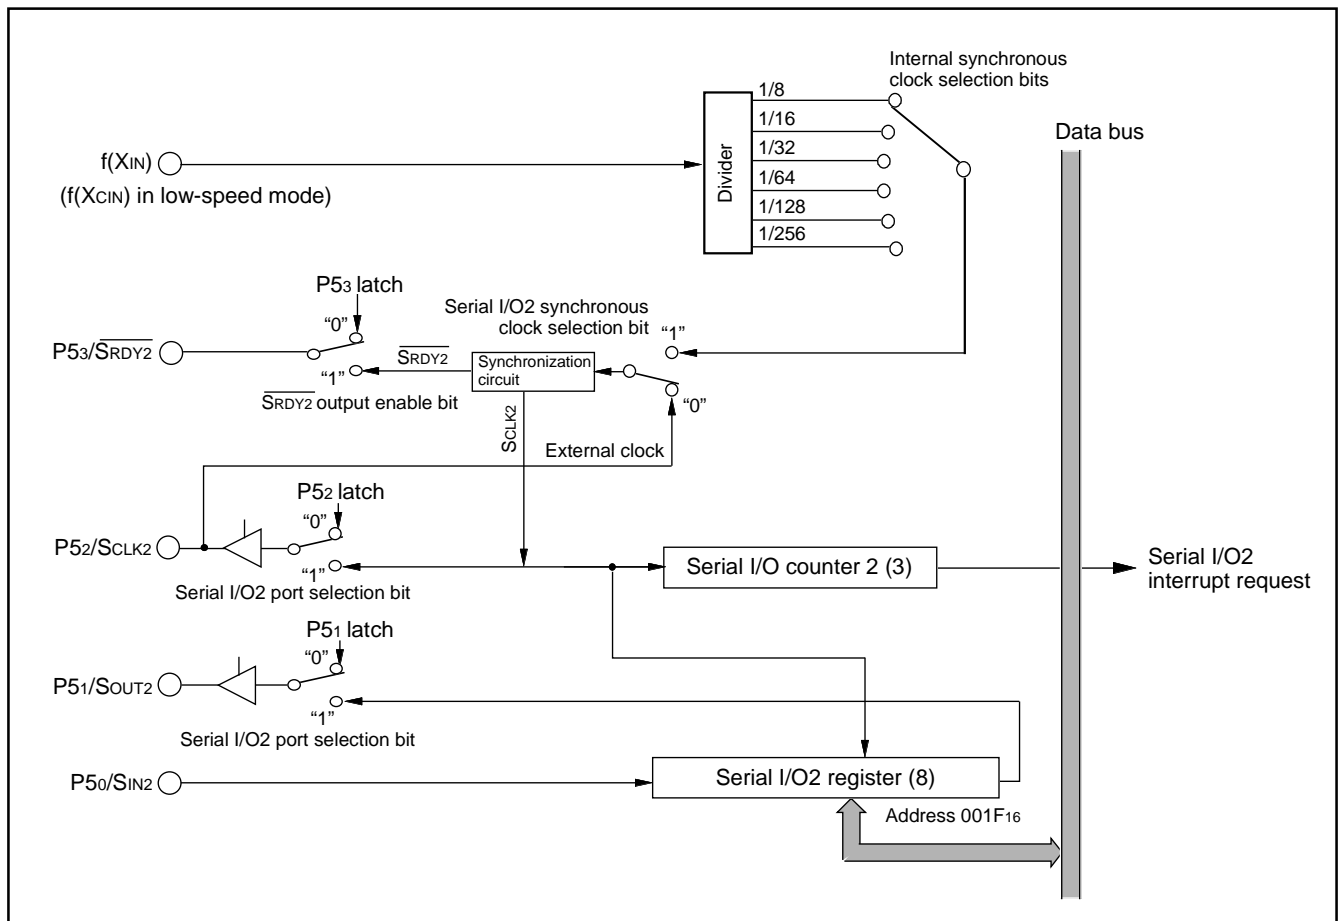 Internal synchronous
clock selection bits
1/8
1/16
1/32
1/64
1/128
1/256
Data bus
f(XIN)
(f(XCIN) in low-speed mode)
Divider
P53 latch
“0”
P53/SRDY2
“1”
SRDY2 output enable bit
SRDY2
Serial I/O2 synchronous
clock selection bit
Synchronization
circuit
“1”
“0”
SCLK2
External clock
P52 latch
“0”
P52/SCLK2
“1”
Serial I/O2 port selection bit
Serial I/O counter 2 (3)
Serial I/O2
interrupt request
P51 latch
“0”
P51/SOUT2
“1”
Serial I/O2 port selection bit
P50/SIN2
Serial I/O2 register (8)
Address 001F16